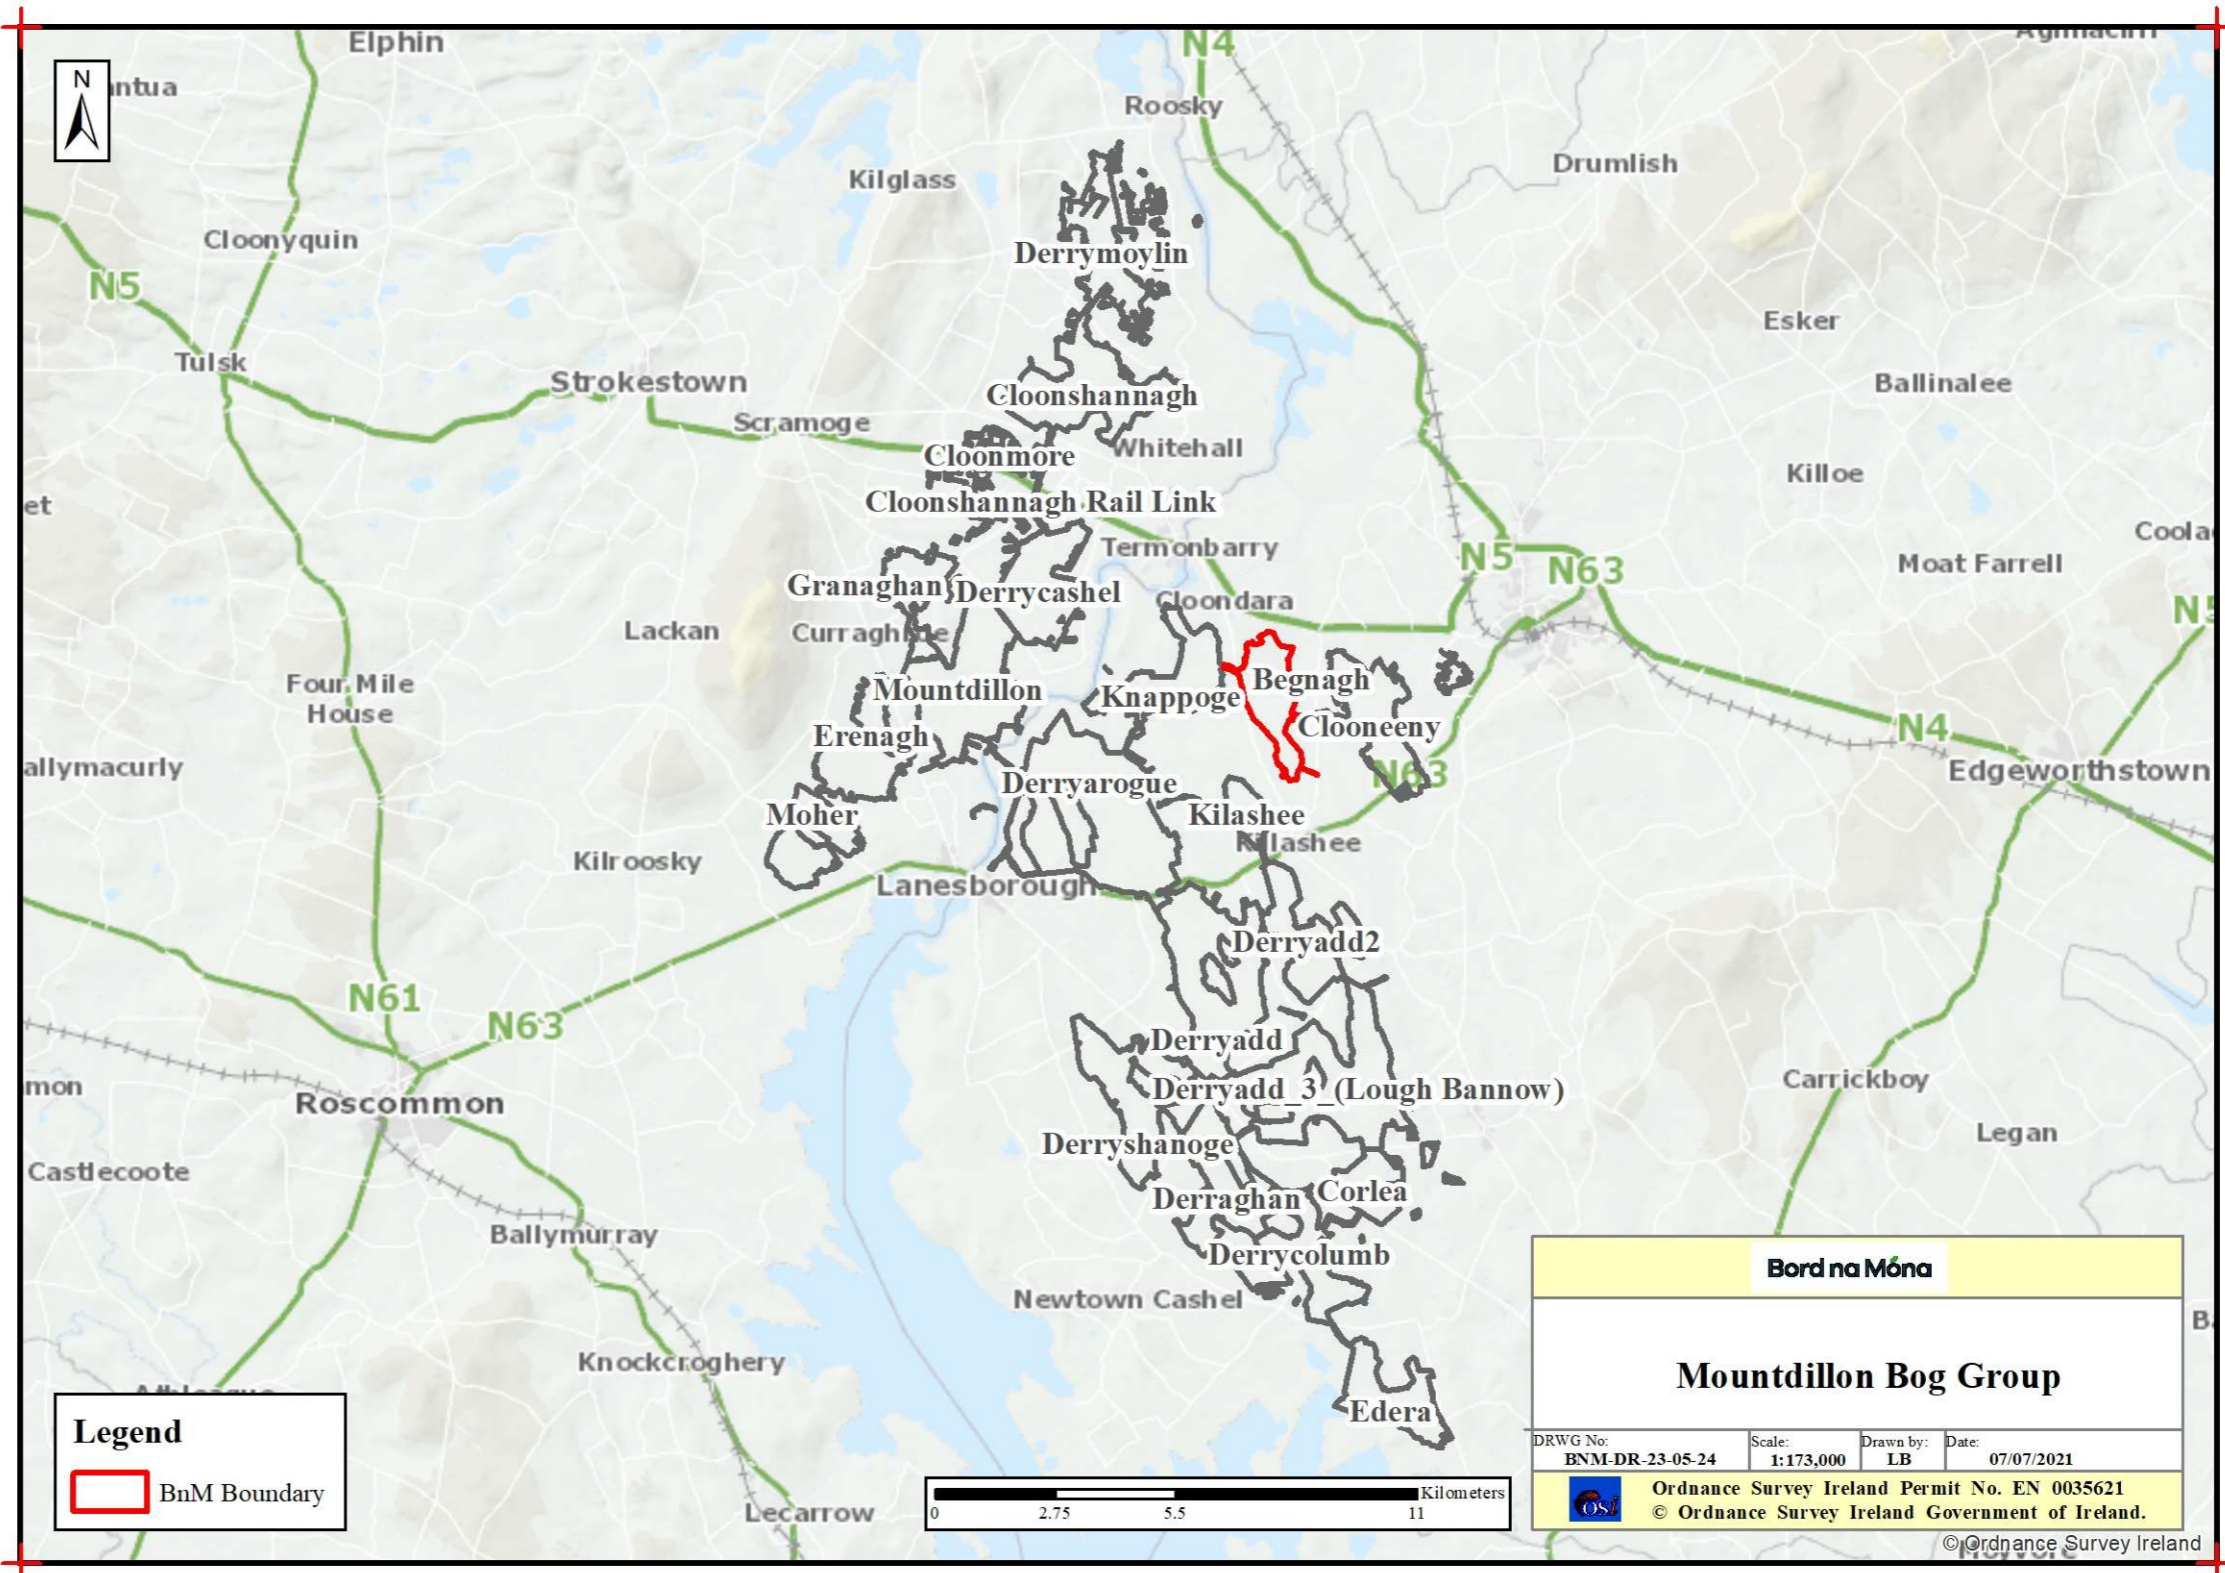 Elphin
N4
N
Roosky
Kilglass
Drumlish
Derrymoylin
Cloonyquin
N5
Esker
Tulsk
Strokestown
Ballinalee
Cloonshannagh
Scramoge
Whitehall
Cloonmore
Killoe
Cloonshannagh Rail Link
Termonbarry
N5
N63
Moat Farrell
Granaghan
Derrycashel
Cloondara
Lackan
Begnagh
Four Mile
House
Mountdillon
Knappoge
Clooneeny
N4
Erenagh
N63
Edgeworthstown
Derryarogue
Moher
Kilashee
Killashee
Kilroosky
Lanesborough
Derryadd2
N61
N63
Derryadd
Derryadd_3_(Lough Bannow)
Carrickboy
Roscommon
Legan
Derryshanoge
Castlecoote
Derraghan
Corlea
Ballymurray
Derrycolumb
Newtown Cashel
Knockcroghery
Edera
Lecarrow
Legend
BnM Boundary
Kilometers
0 2.75 5.5 11
Bord na Móna
Mountdillon Bog Group
DRWG No: Scale: Drawn by: Date:
BNM-DR-23-05-24 1:173,000 LB 07/07/2021
OSi
Ordnance Survey Ireland Permit No. EN 0035621
© Ordnance Survey Ireland Government of Ireland.
© Ordnance Survey Ireland